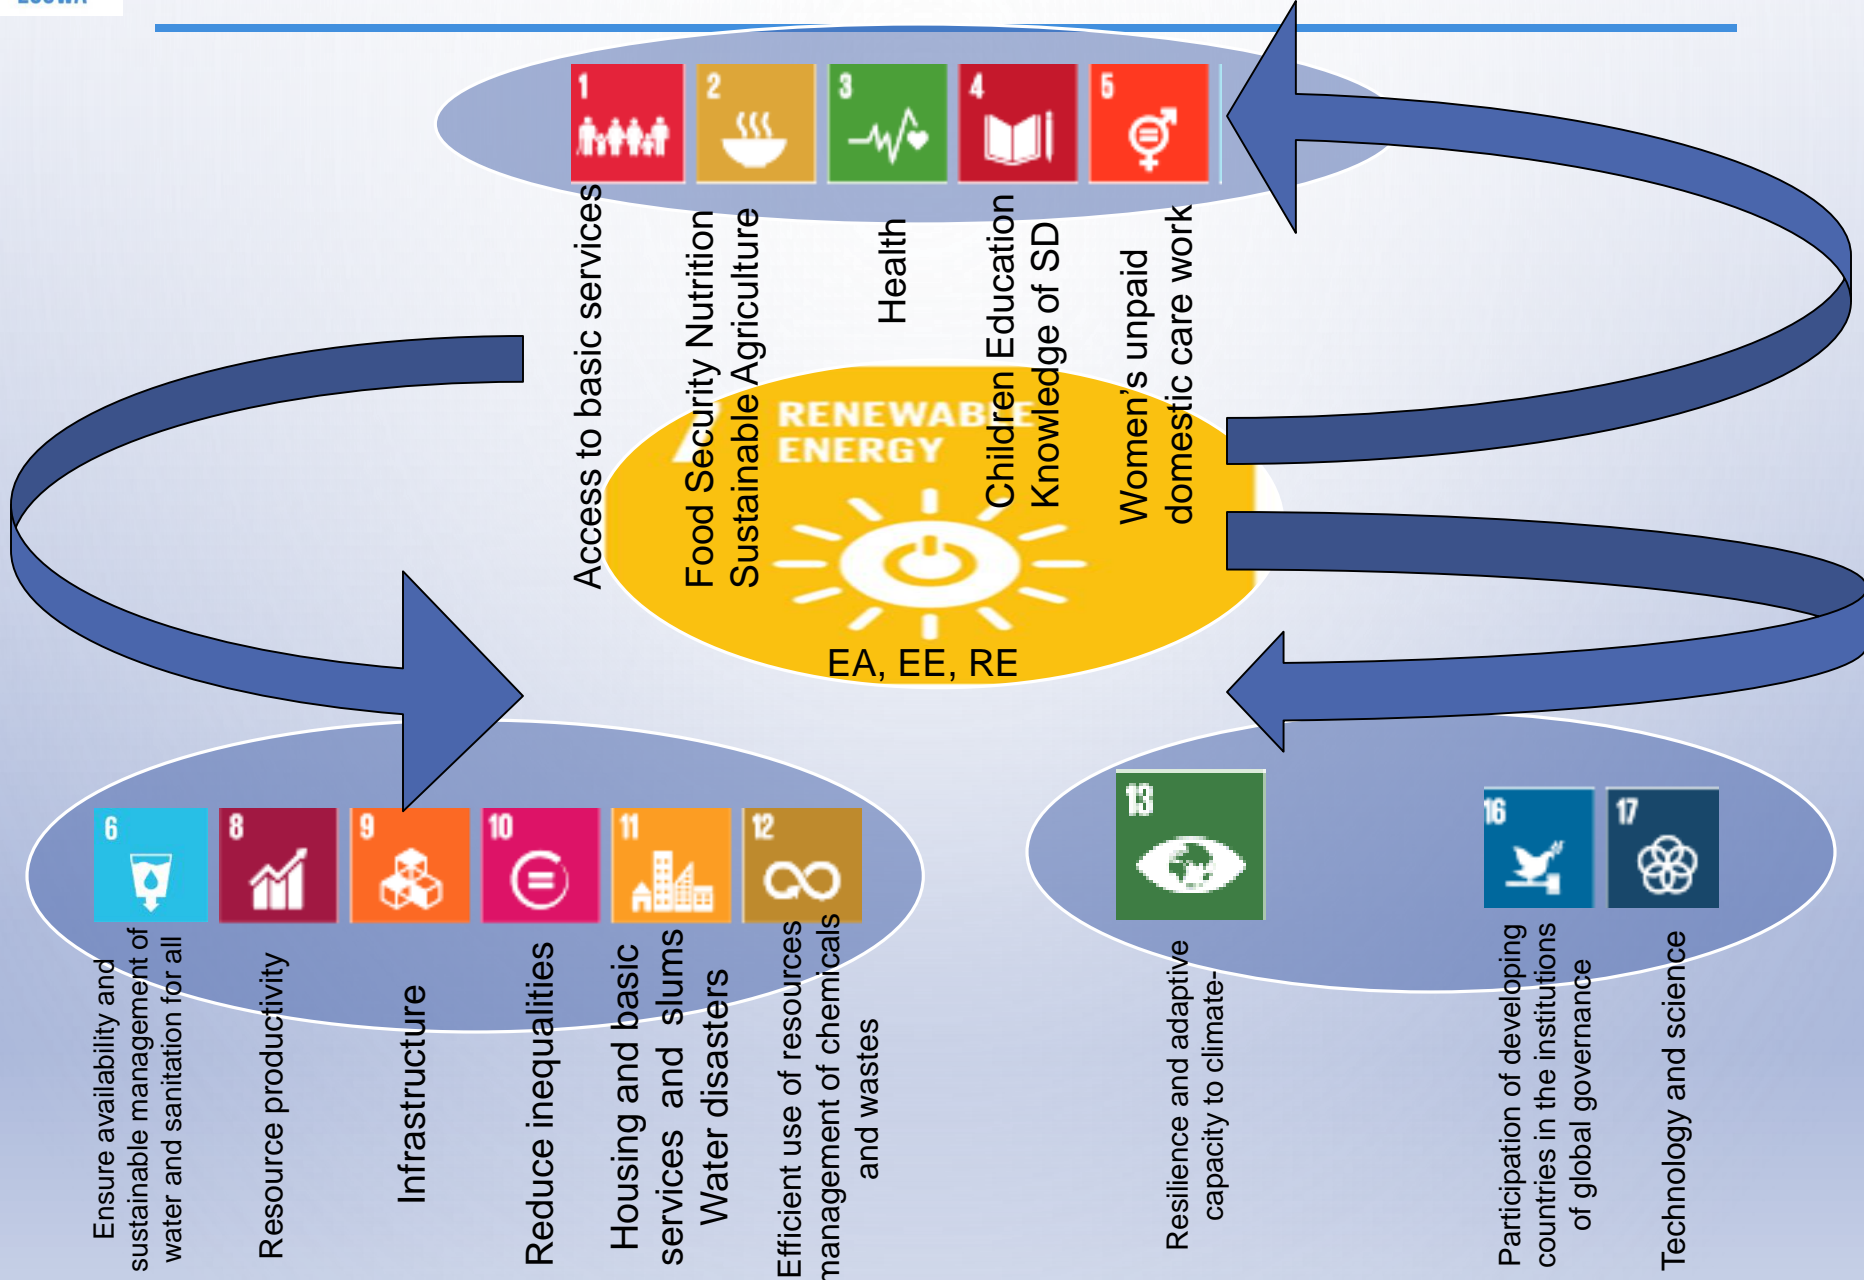 1
2
3
4
5
Access to basic services
Food Security Nutrition
Sustainable Agriculture
Health
Children Education
Knowledge of SD
Women's unpaid
domestic care work
7 RENEWABLE
ENERGY
EA, EE, RE
6
8
9
10
11
12
13
16
17
Ensure availability and
sustainable management of
water and sanitation for all
Resource productivity
Infrastructure
Reduce inequalities
Housing and basic
services and slums
Water disasters
Efficient use of resources
management of chemicals
and wastes
Resilience and adaptive
capacity to climate-
Participation of developing
countries in the institutions
of global governance
Technology and science